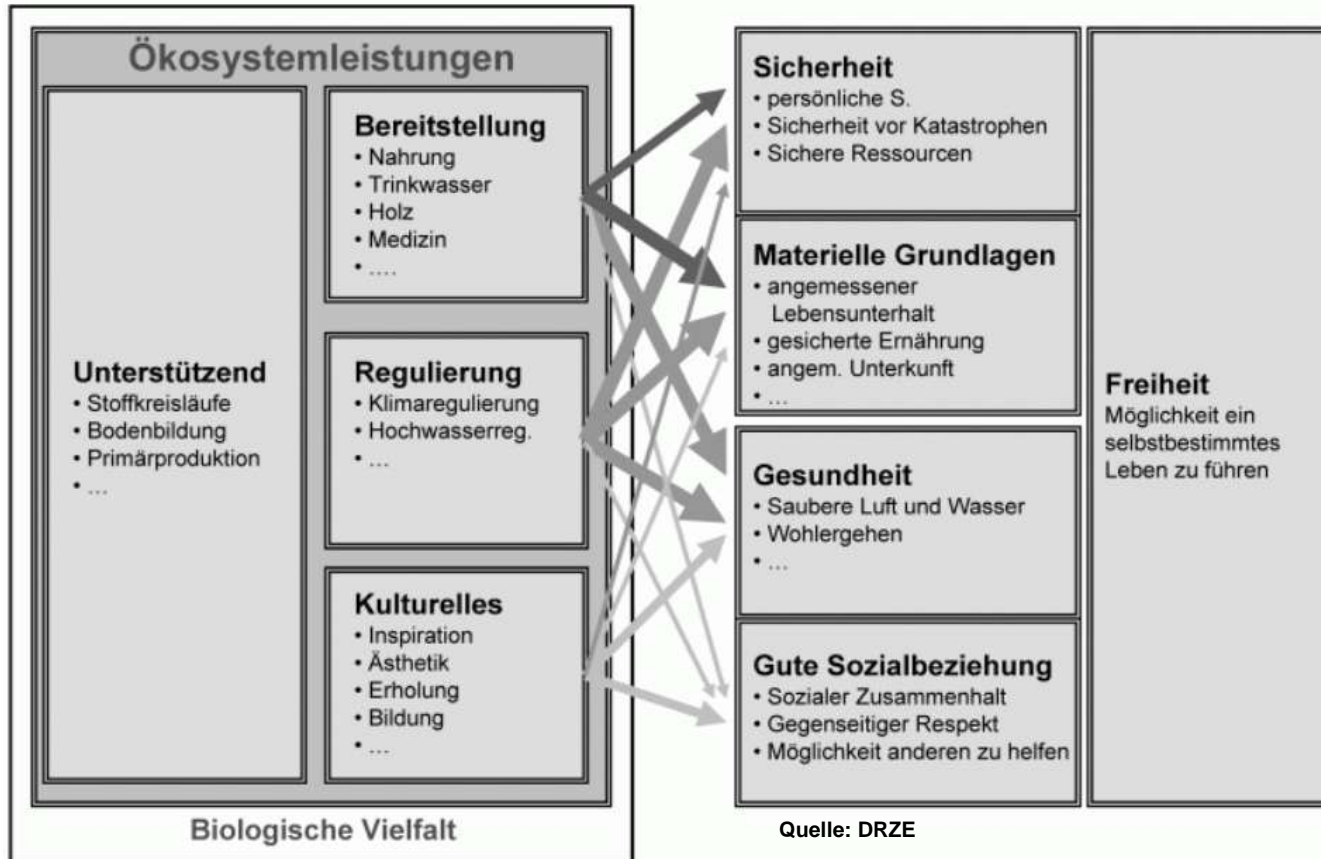 Ökosystemleistungen
Unterstützend
• Stoffkreisläufe
• Bodenbildung
• Primärproduktion
• ...
Bereitstellung
• Nahrung
• Trinkwasser
• Holz
• Medizin
• ....
Regulierung
• Klimaregulierung
• Hochwasserreg.
• ...
Kulturelles
• Inspiration
• Ästhetik
• Erholung
• Bildung
• ...
Biologische Vielfalt
Sicherheit
• persönliche S.
• Sicherheit vor Katastrophen
• Sichere Ressourcen
Materielle Grundlagen
• angemessener
Lebensunterhalt
• gesicherte Ernährung
• angem. Unterkunft
• ...
Gesundheit
• Saubere Luft und Wasser
• Wohlergehen
• ...
Gute Sozialbeziehung
• Sozialer Zusammenhalt
• Gegenseitiger Respekt
• Möglichkeit anderen zu helfen
Freiheit
Möglichkeit ein
selbstbestimmtes
Leben zu führen
Quelle: DRZE